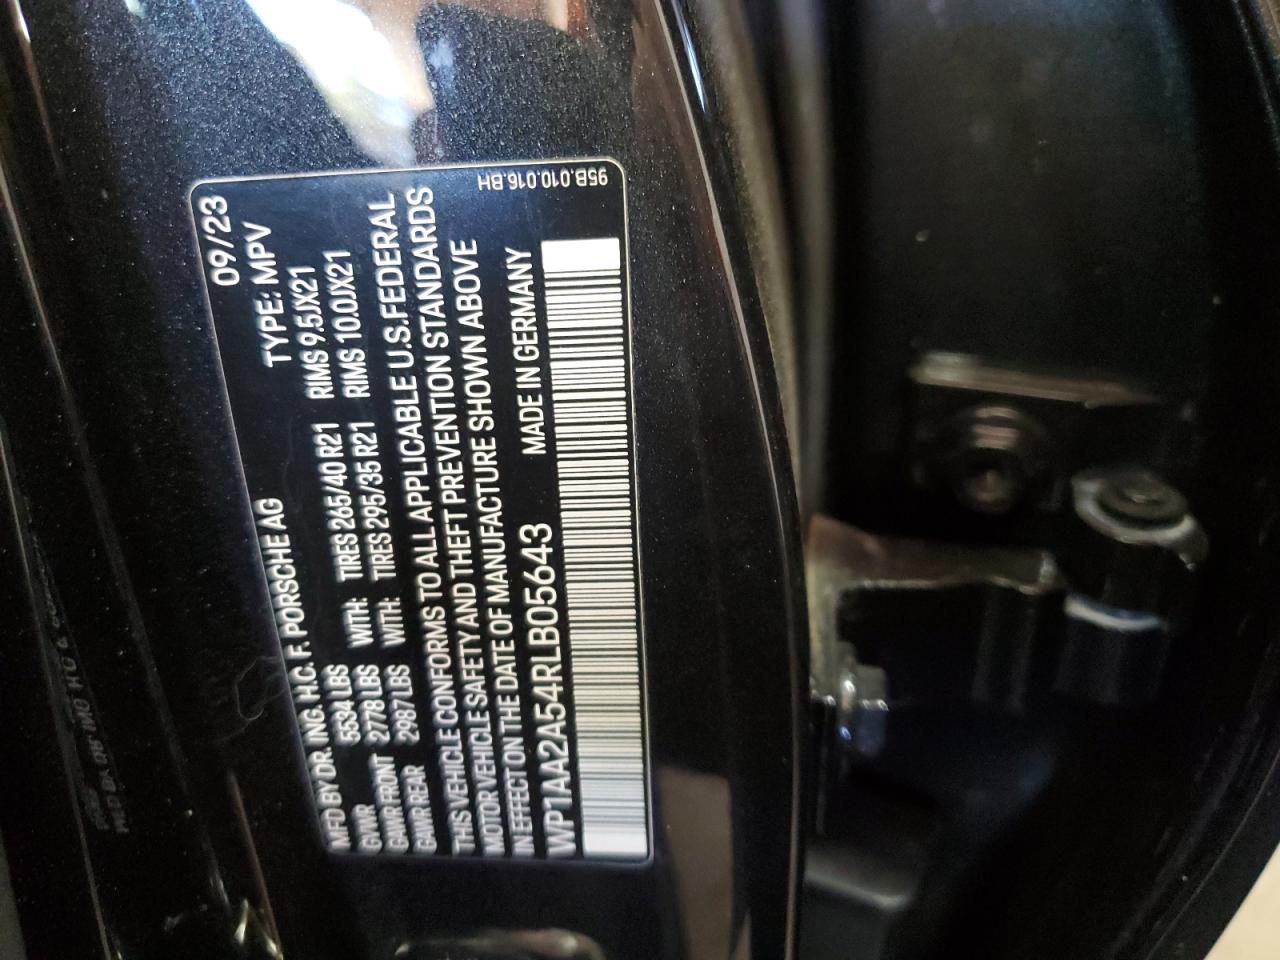 MFD BY DR. ING. H.C. F. PORSCHE AG 09/23
TYPE: MPV
GVWR 5534 LBS
GAWR FRONT 2778 LBS WITH: TIRES 265/40 R21 RIMS 9.5JX21
GAWR REAR 2987 LBS WITH: TIRES 295/35 R21 RIMS 10.0JX21
THIS VEHICLE CONFORMS TO ALL APPLICABLE U.S.FEDERAL
MOTOR VEHICLE SAFETY AND THEFT PREVENTION STANDARDS
IN EFFECT ON THE DATE OF MANUFACTURE SHOWN ABOVE
WP1AA2A54RLB05643 MADE IN GERMANY
95B.010.016.BH